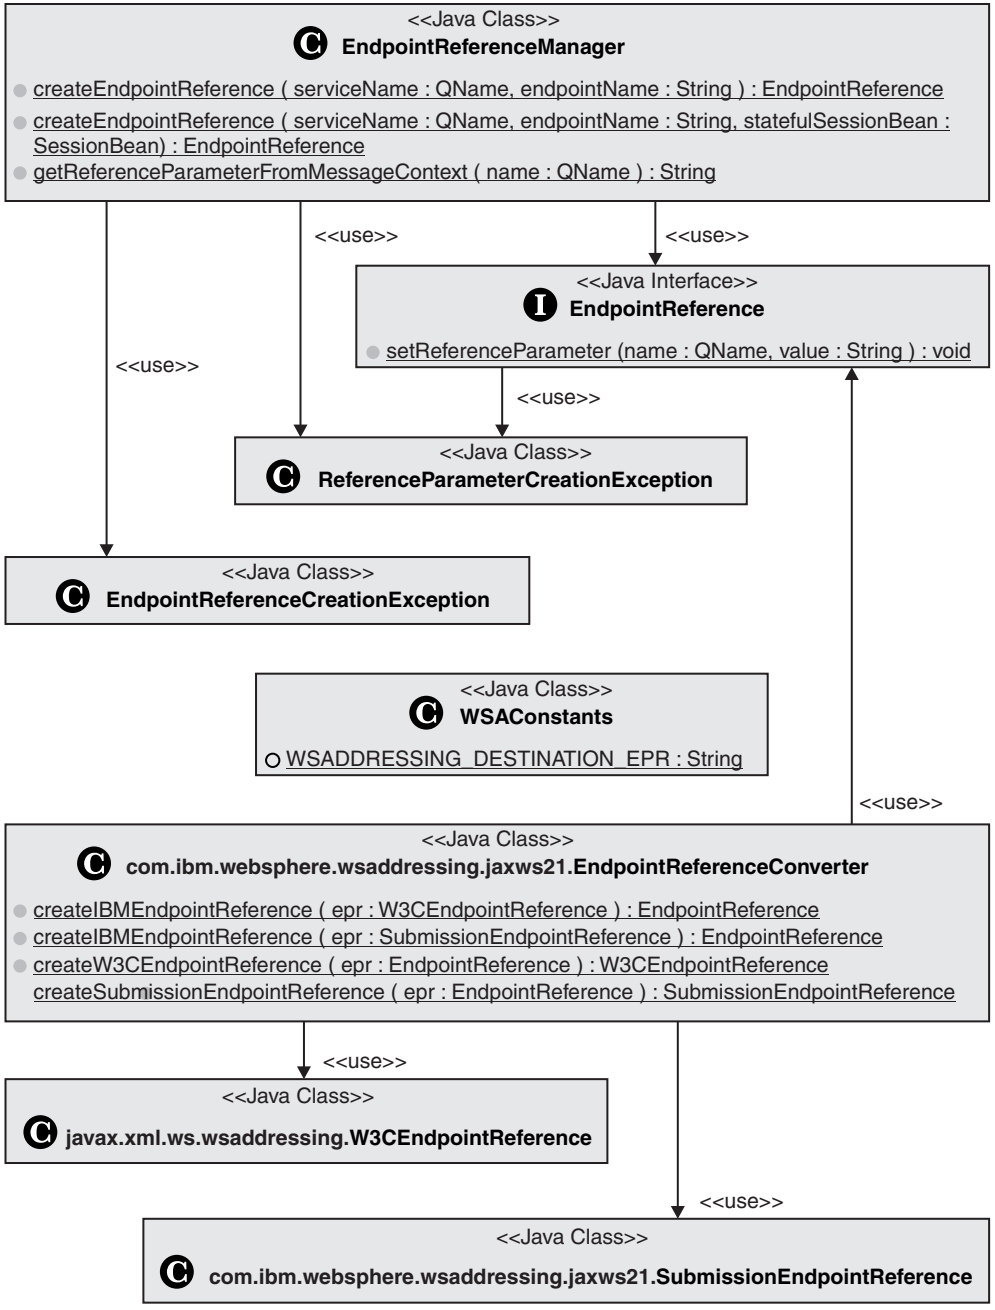 <<Java Class>>
C EndpointReferenceManager
createEndpointReference ( serviceName : QName, endpointName : String ) : EndpointReference
createEndpointReference ( serviceName : QName, endpointName : String, statefulSessionBean :
SessionBean) : EndpointReference
getReferenceParameterFromMessageContext ( name : QName ) : String
<<use>>
<<use>>
<<Java Interface>>
I EndpointReference
setReferenceParameter (name : QName, value : String ) : void
<<use>>
<<use>>
<<Java Class>>
C ReferenceParameterCreationException
<<Java Class>>
C EndpointReferenceCreationException
<<Java Class>>
C WSAConstants
WSADDRESSING_DESTINATION_EPR : String
<<use>>
<<Java Class>>
C com.ibm.websphere.wsaddressing.jaxws21.EndpointReferenceConverter
createIBMEndpointReference ( epr : W3CEndpointReference ) : EndpointReference
createIBMEndpointReference ( epr : SubmissionEndpointReference ) : EndpointReference
createW3CEndpointReference ( epr : EndpointReference ) : W3CEndpointReference
createSubmissionEndpointReference ( epr : EndpointReference ) : SubmissionEndpointReference
<<use>>
<<Java Class>>
C javax.xml.ws.wsaddressing.W3CEndpointReference
<<use>>
<<Java Class>>
C com.ibm.websphere.wsaddressing.jaxws21.SubmissionEndpointReference